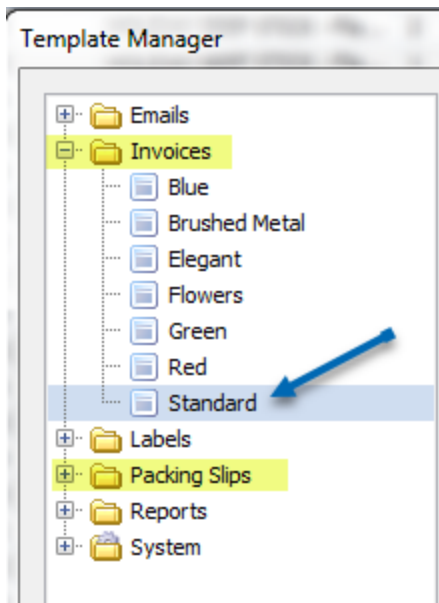 Template Manager
Emails
Invoices
Blue
Brushed Metal
Elegant
Flowers
Green
Red
Standard
Labels
Packing Slips
Reports
System